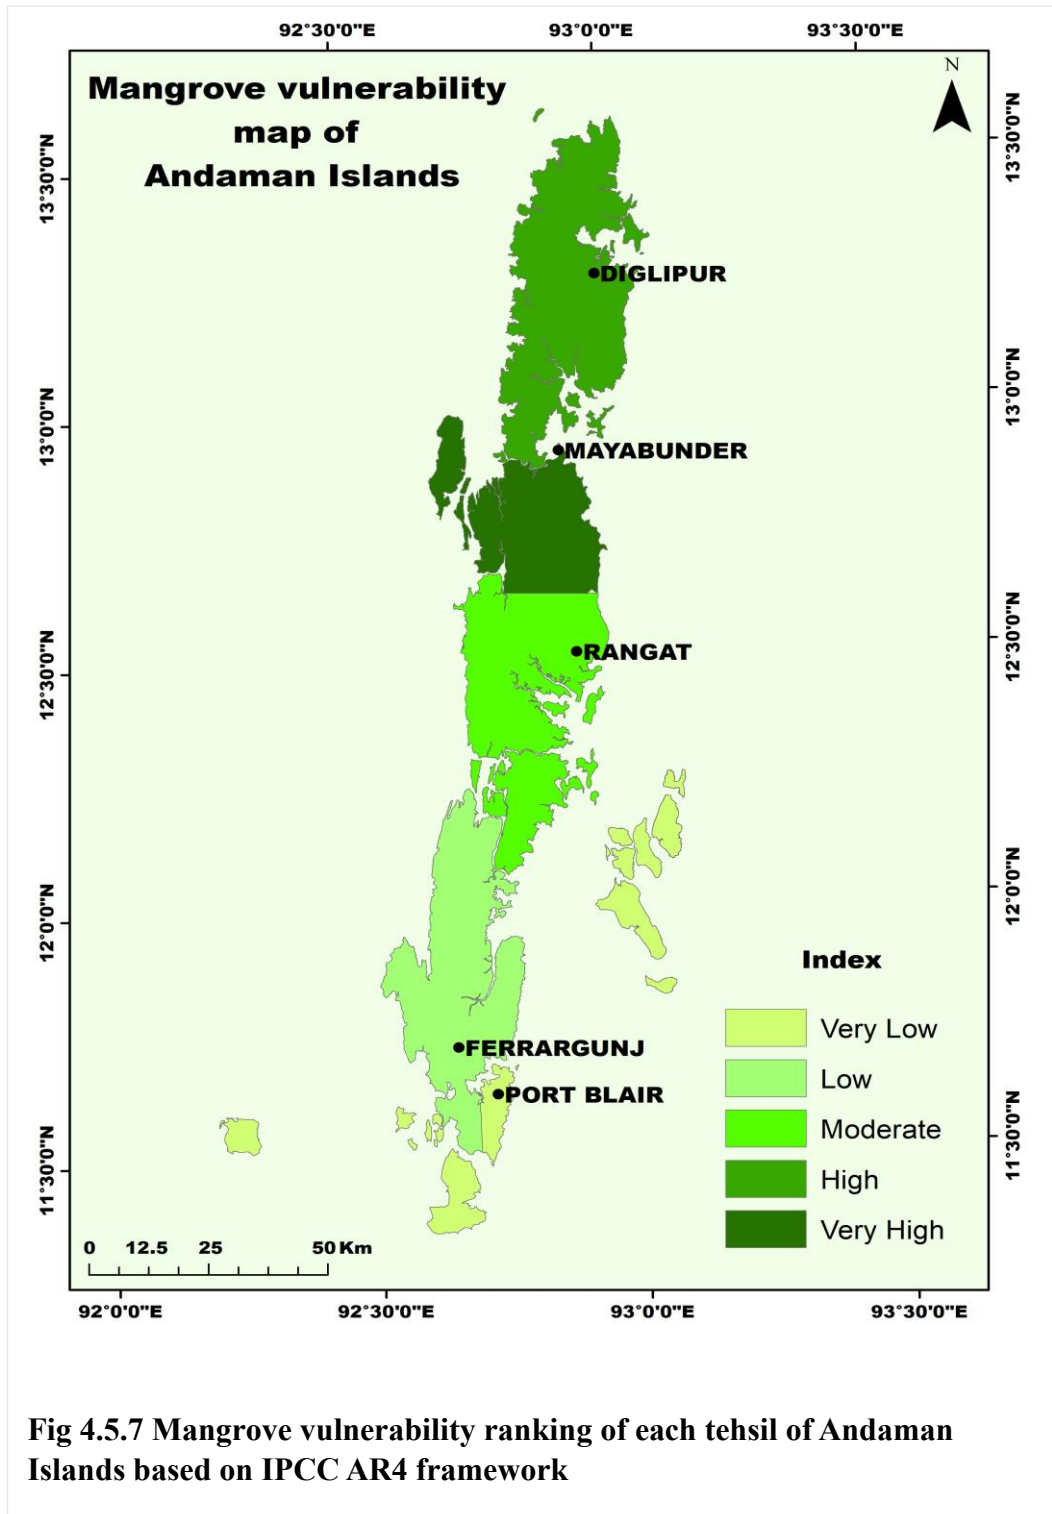 92°30'0"E 93°0'0"E 93°30'0"E
Mangrove vulnerability
map of
Andaman Islands
N
13°30'0"N
13°30'0"N
DIGLIPUR
13°0'0"N
13°0'0"N
MAYABUNDER
12°30'0"N
12°30'0"N
RANGAT
12°0'0"N
12°0'0"N
Index
Very Low
FERRARGUNJ
Low
PORT BLAIR
Moderate
11°30'0"N
11°30'0"N
High
Very High
0 12.5 25 50 Km
92°0'0"E 92°30'0"E 93°0'0"E 93°30'0"E
Fig 4.5.7 Mangrove vulnerability ranking of each tehsil of Andaman
Islands based on IPCC AR4 framework